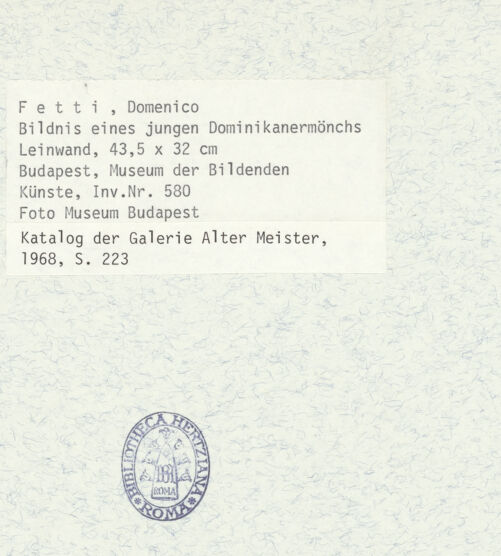 F e t t i , Domenico
Bildnis eines jungen Dominikanermönchs
Leinwand, 43,5 x 32 cm
Budapest, Museum der Bildenden
Künste, Inv.Nr. 580
Foto Museum Budapest
Katalog der Galerie Alter Meister,
1968, S. 223
BIBLIOTHECA HERTZIANA
ROMA
* ROMA *